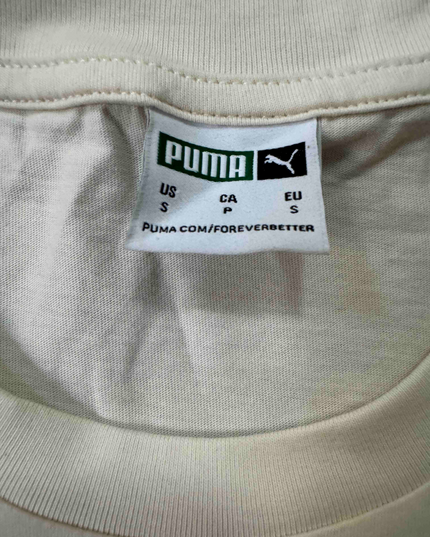 PUMA
US CA EU
S P S
PUMA.COM/FOREVERBETTER